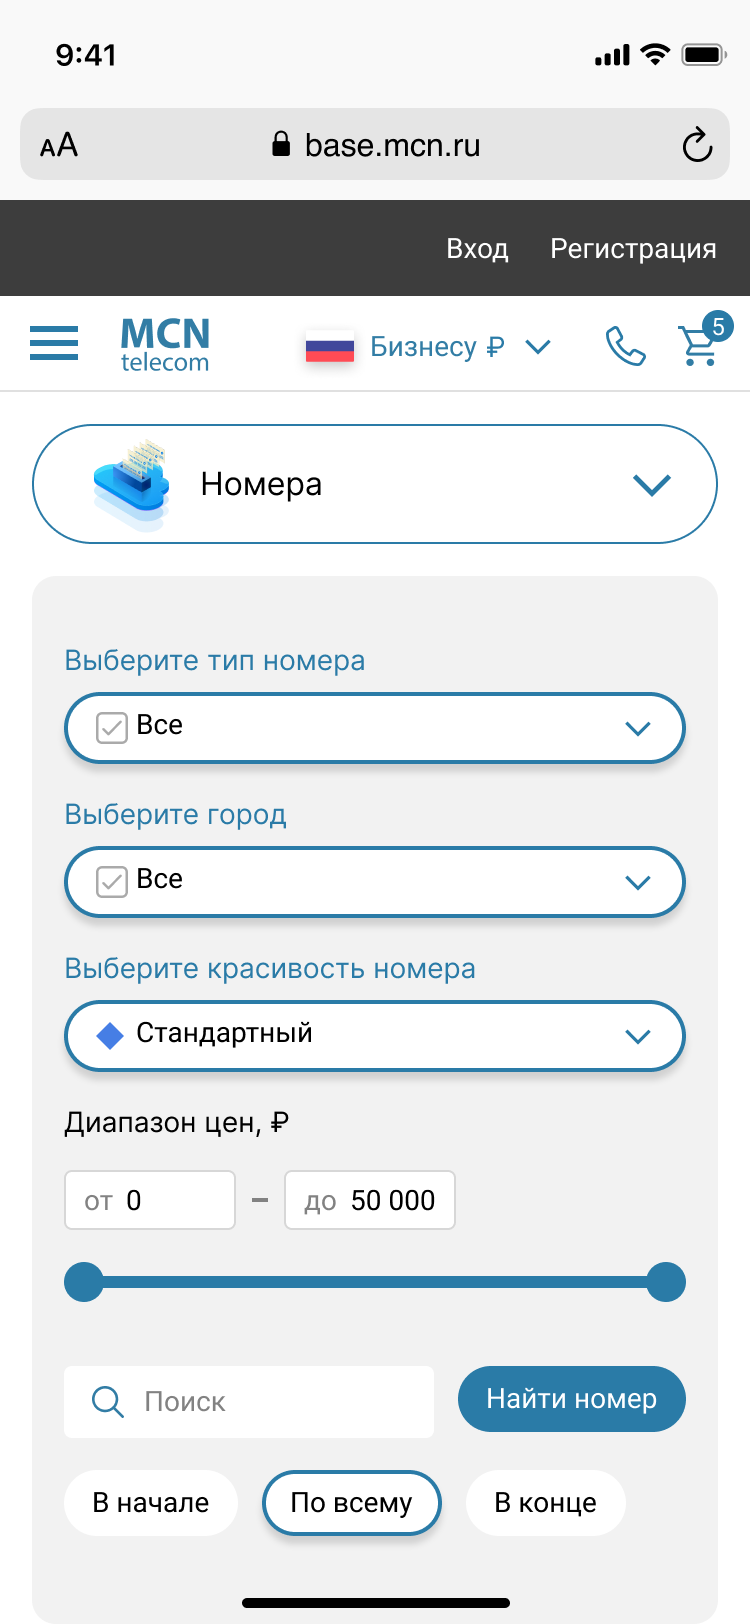 9:41
AA
base.mcn.ru
Вход Регистрация
MCN
telecom
Бизнесу ₽
5
Номера
Выберите тип номера
Все
Выберите город
Все
Выберите красивость номера
Стандартный
Диапазон цен, ₽
от 0 – до 50 000
Поиск
Найти номер
В начале По всему В конце